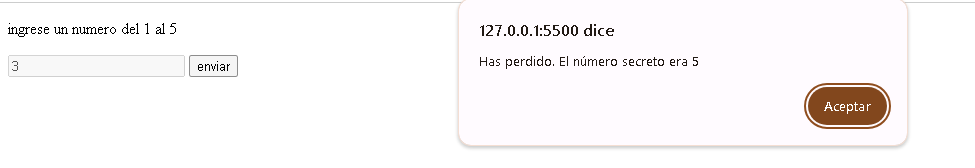 ingrese un numero del 1 al 5
3
enviar
127.0.0.1:5500 dice
Has perdido. El número secreto era 5
Aceptar